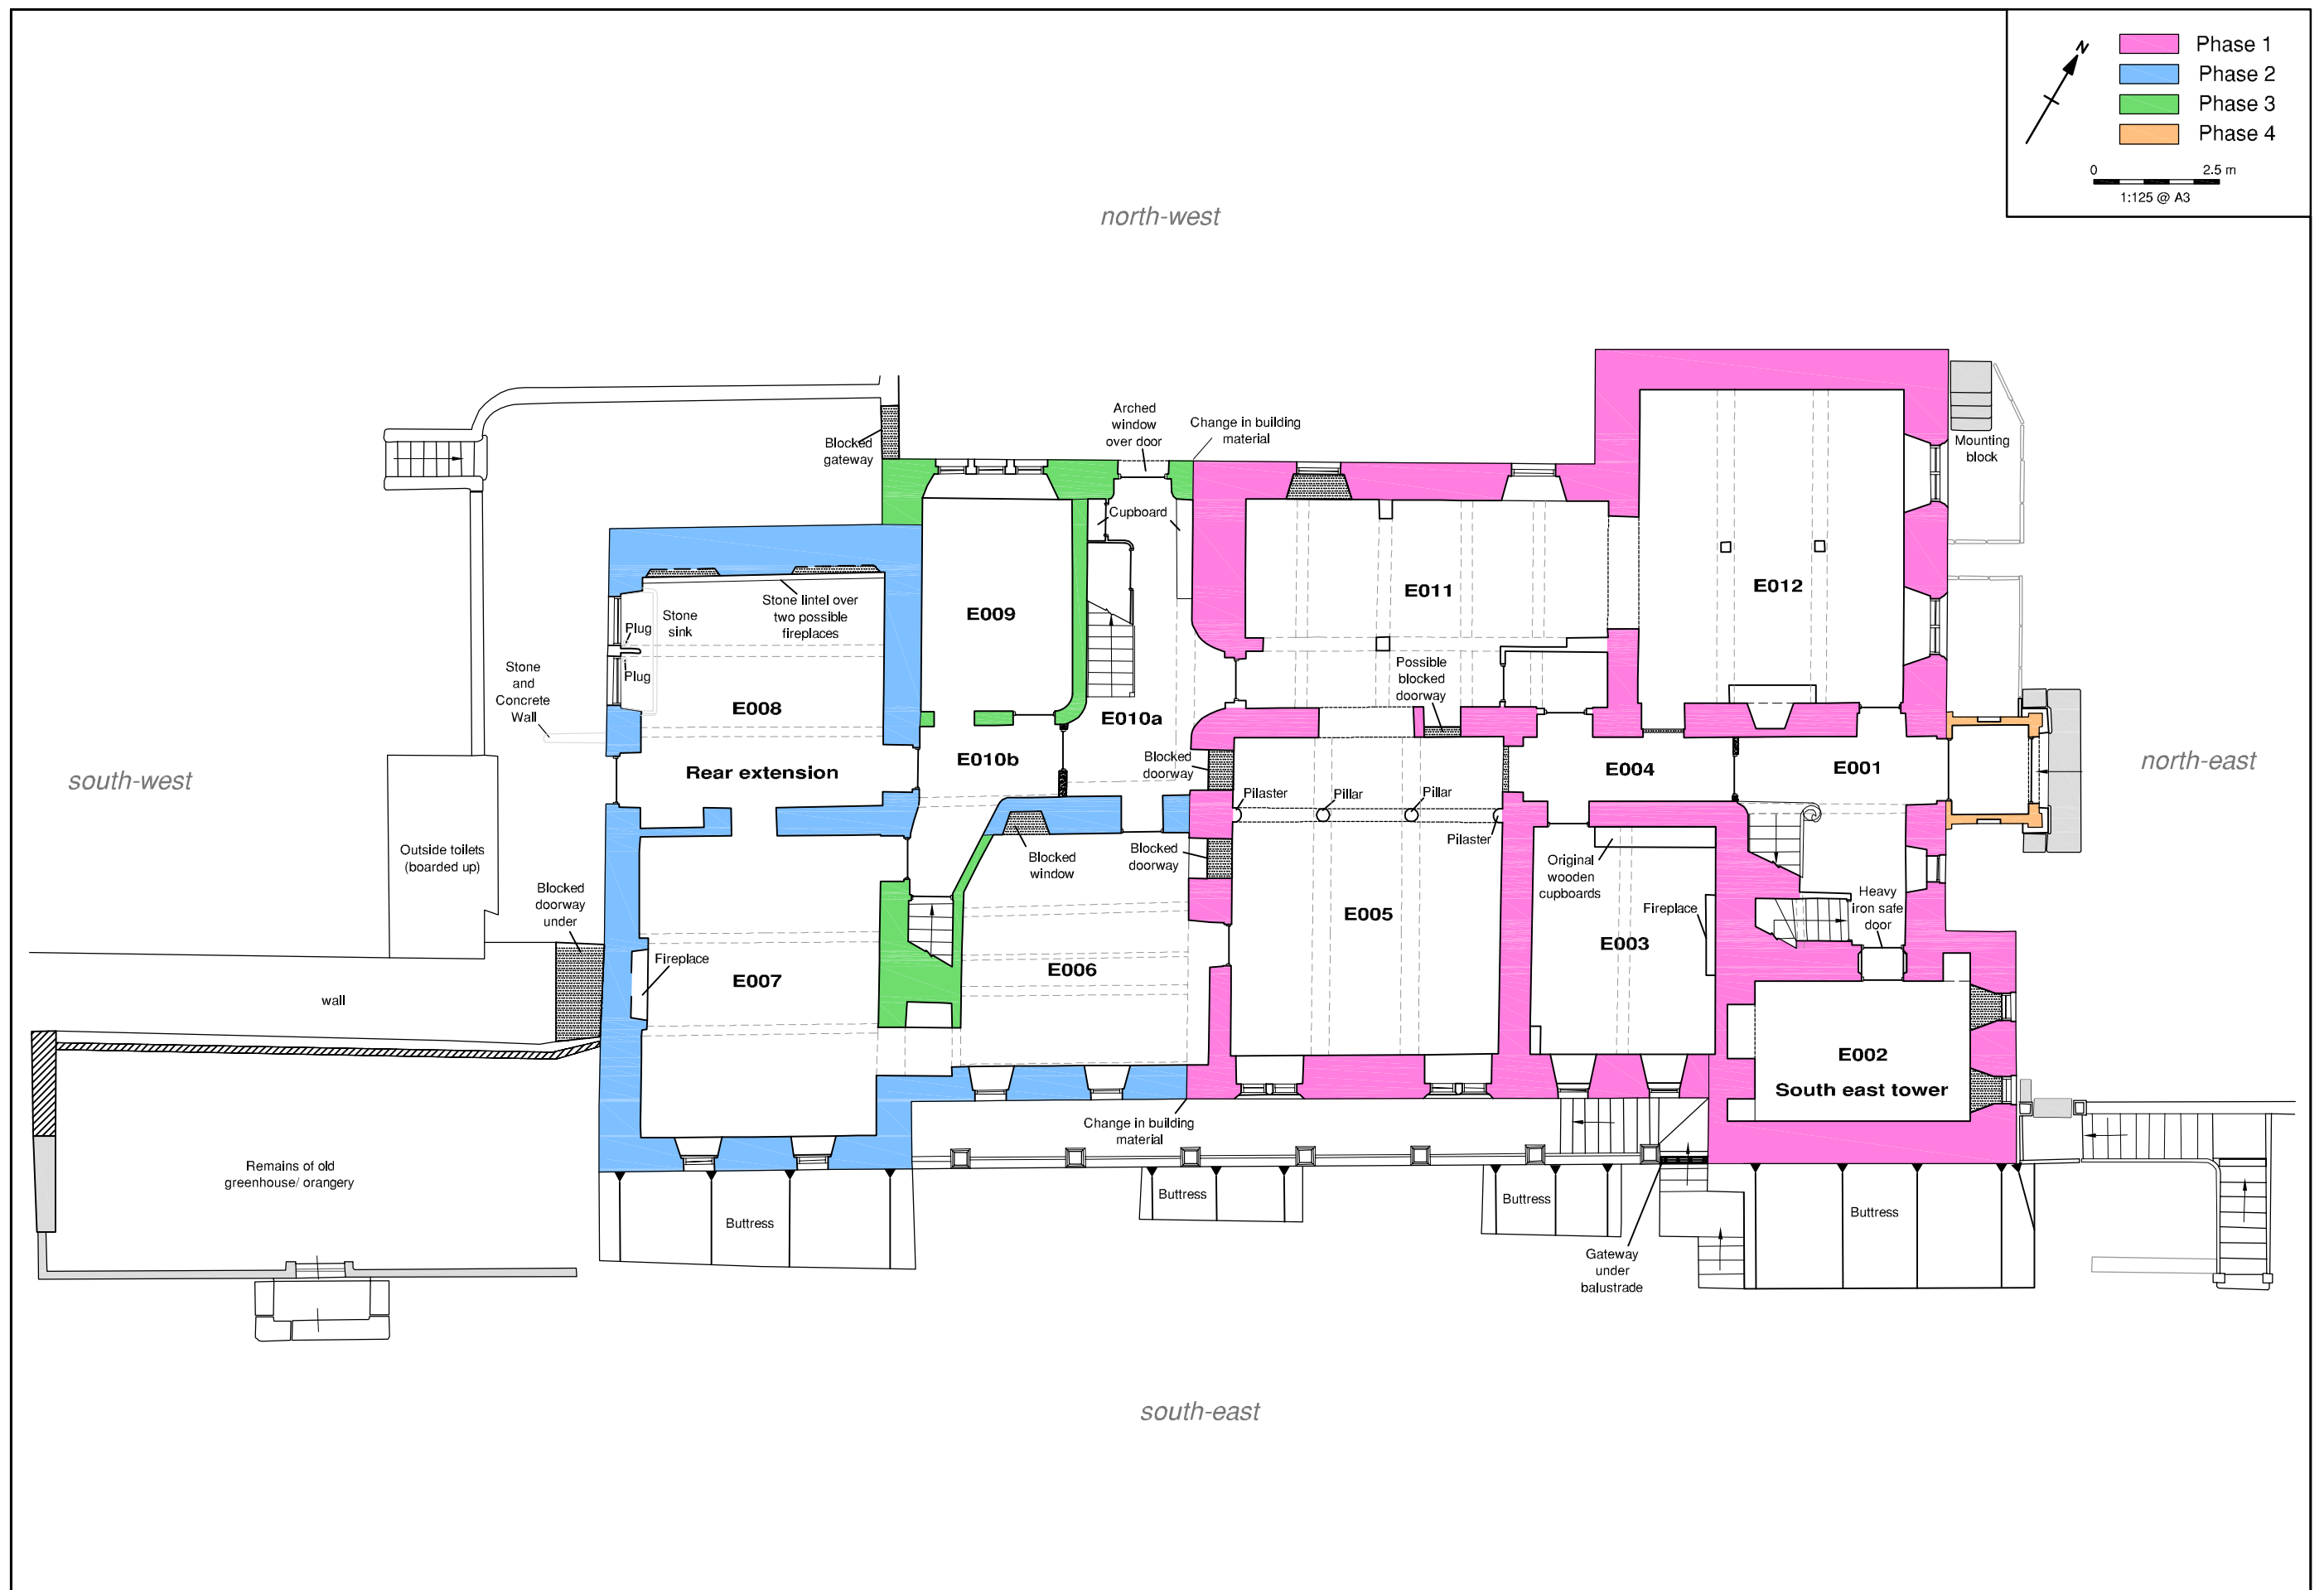 N
Phase 1
Phase 2
Phase 3
Phase 4
0
2.5 m
1:125 @ A3
north-west
Arched
window
over door
Change in building
material
Blocked
gateway
Mounting
block
Cupboard
E011
E012
E009
Stone lintel over
two possible
fireplaces
Stone
sink
Plug
Plug
Stone
and
Concrete
Wall
Possible
blocked
doorway
E008
E010a
Rear extension
E010b
Blocked
doorway
E004
E001
south-west
north-east
Pilaster
Pillar
Pillar
Pilaster
Outside toilets
(boarded up)
Blocked
window
Blocked
doorway
Original
wooden
cupboards
Blocked
doorway
under
Heavy
iron safe
door
Fireplace
E005
E003
Fireplace
E007
E006
wall
E002
South east tower
Change in building
material
Remains of old
greenhouse/ orangery
Buttress
Buttress
Buttress
Buttress
Gateway
under
balustrade
south-east